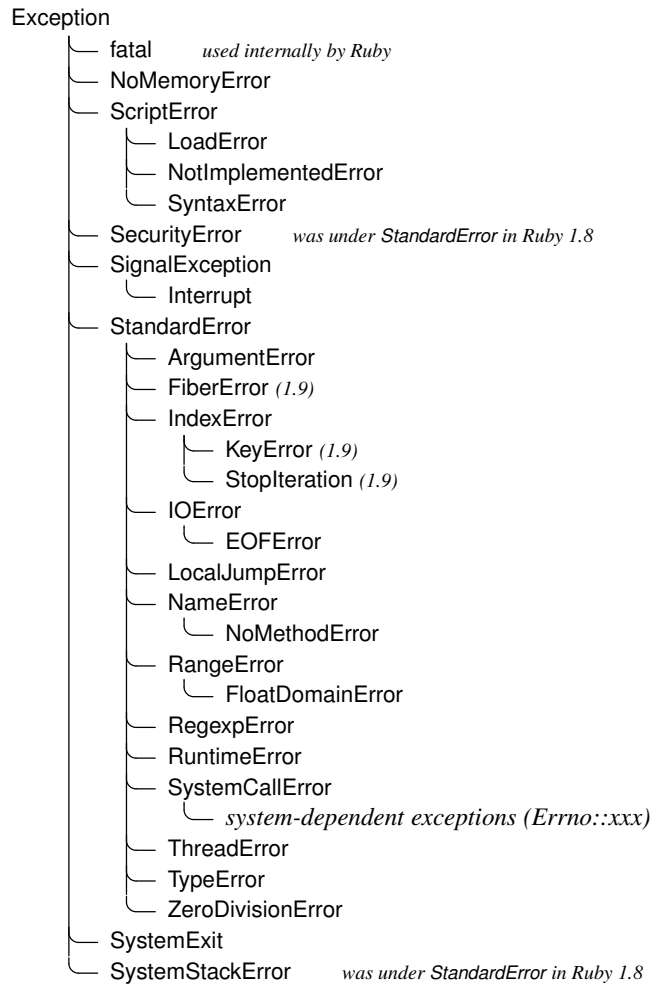 Exception
fatal used internally by Ruby
NoMemoryError
ScriptError
LoadError
NotImplementedError
SyntaxError
SecurityError was under StandardError in Ruby 1.8
SignalException
Interrupt
StandardError
ArgumentError
FiberError (1.9)
IndexError
KeyError (1.9)
StopIteration (1.9)
IOError
EOFError
LocalJumpError
NameError
NoMethodError
RangeError
FloatDomainError
RegexpError
RuntimeError
SystemCallError
system-dependent exceptions (Errno::xxx)
ThreadError
TypeError
ZeroDivisionError
SystemExit
SystemStackError was under StandardError in Ruby 1.8